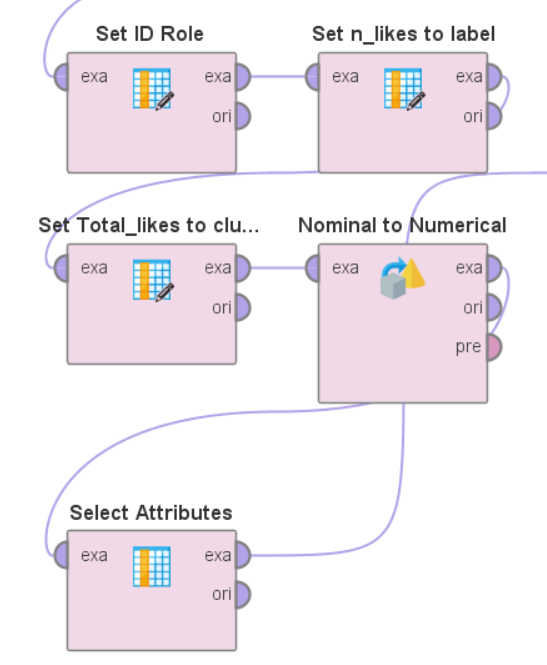 Set ID Role
Set n_likes to label
exa
exa
exa
exa
ori
ori
Set Total_likes to clu...
Nominal to Numerical
exa
exa
exa
exa
ori
ori
pre
Select Attributes
exa
exa
ori